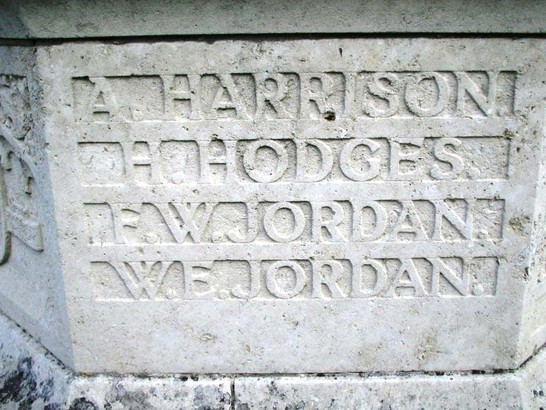 A. HARRISON.
H. HODGES.
F.W. JORDAN.
W.E. JORDAN.